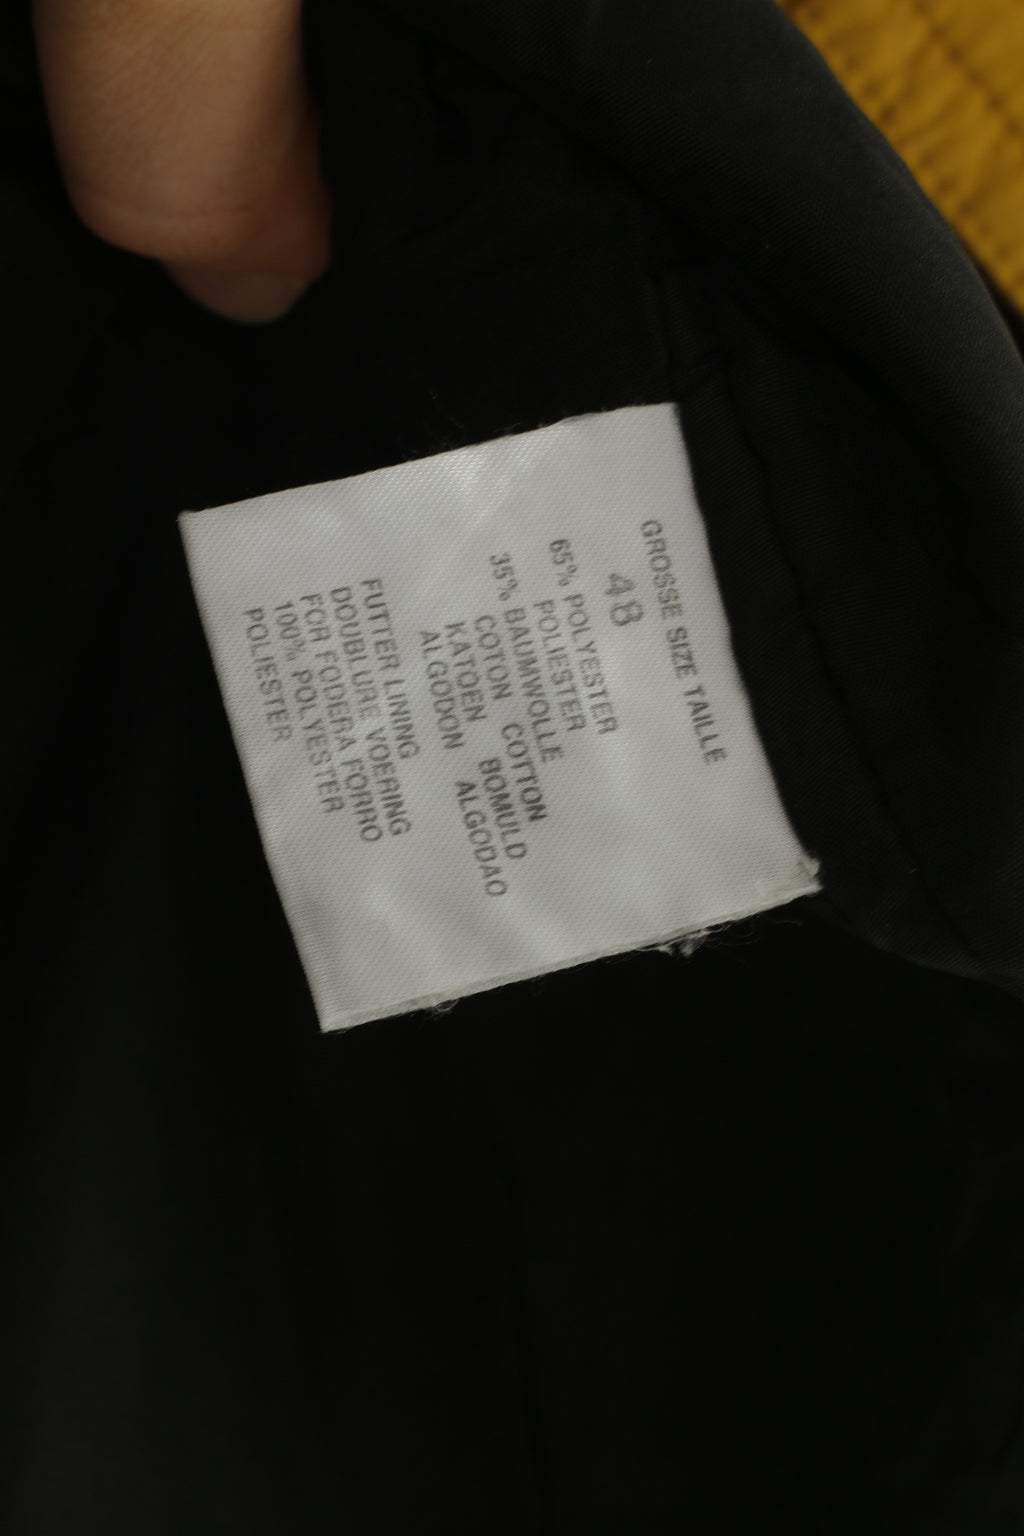 GROSSE SIZE TAILLE
48
65% POLYESTER
POLIESTER
35% BAUMWOLLE
COTON COTTON
KATOEN BOMULD
ALGODON ALGODAO
FUTTER LINING
DOUBLURE VOERING
FOR FODERA FORRO
100% POLYESTER
POLIESTER